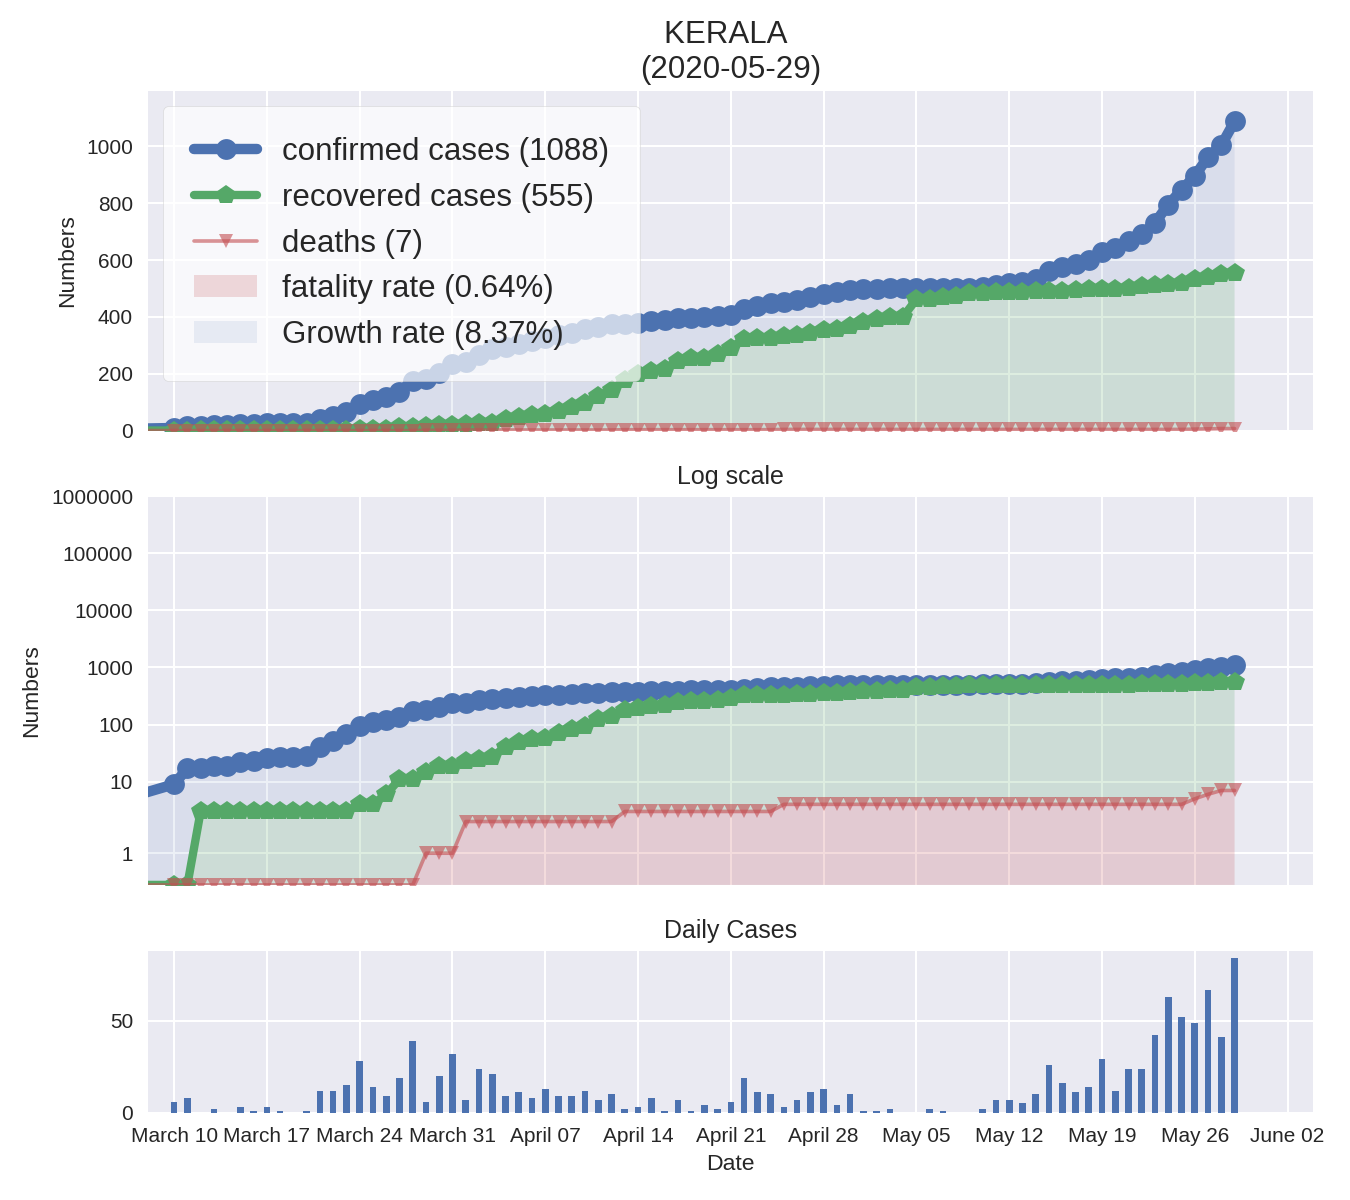 KERALA
(2020-05-29)
confirmed cases (1088)
recovered cases (555)
deaths (7)
fatality rate (0.64%)
Growth rate (8.37%)
Numbers
1000
800
600
400
200
0
Log scale
Numbers
1000000
100000
10000
1000
100
10
1
Daily Cases
50
0
March 10 March 17 March 24 March 31 April 07 April 14 April 21 April 28 May 05 May 12 May 19 May 26 June 02
Date